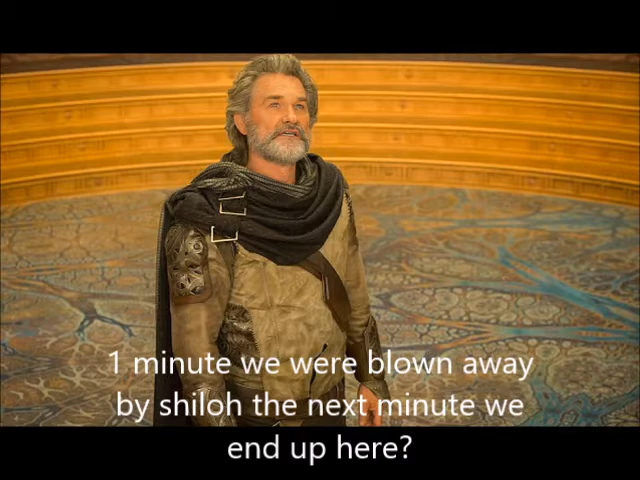 1 minute we were blown away
by shiloh the next minute we
end up here?